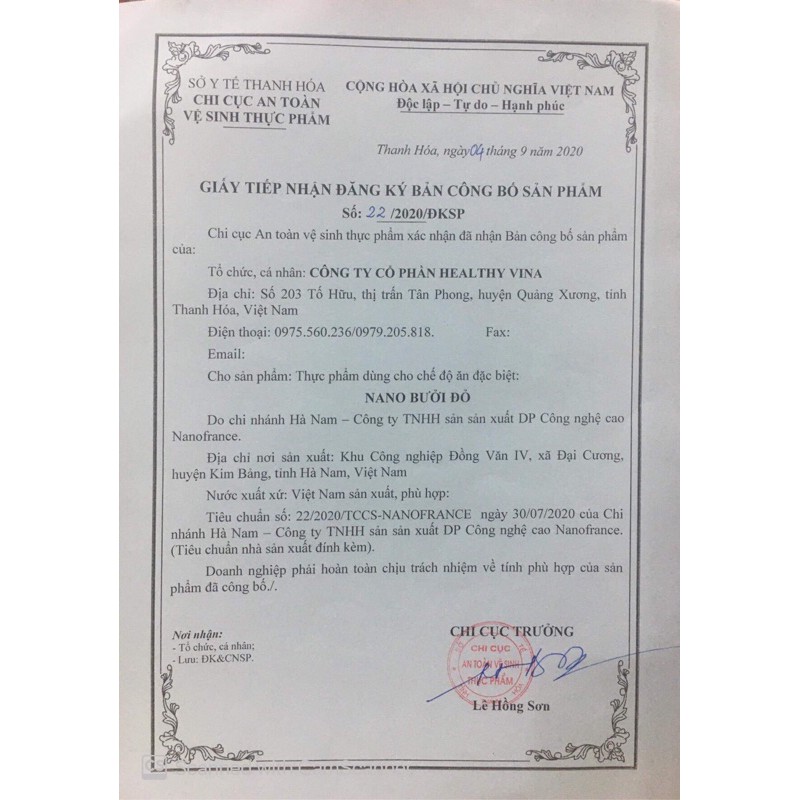 SỞ Y TẾ THANH HÓA
CHI CỤC AN TOÀN
VỆ SINH THỰC PHẨM
CỘNG HÒA XÃ HỘI CHỦ NGHĨA VIỆT NAM
Độc lập – Tự do – Hạnh phúc
Thanh Hóa, ngày 04 tháng 9 năm 2020
GIẤY TIẾP NHẬN ĐĂNG KÝ BẢN CÔNG BỐ SẢN PHẨM
Số: 22 /2020/ĐKSP
Chi cục An toàn vệ sinh thực phẩm xác nhận đã nhận Bản công bố sản phẩm
của:
Tổ chức, cá nhân: CÔNG TY CỔ PHẦN HEALTHY VINA
Địa chỉ: Số 203 Tố Hữu, thị trấn Tân Phong, huyện Quảng Xương, tỉnh
Thanh Hóa, Việt Nam
Điện thoại: 0975.560.236/0979.205.818. Fax:
Email:
Cho sản phẩm: Thực phẩm dùng cho chế độ ăn đặc biệt:
NANO BƯỞI ĐỎ
Do chi nhánh Hà Nam – Công ty TNHH sản sản xuất DP Công nghệ cao
Nanofrance.
Địa chỉ nơi sản xuất: Khu Công nghiệp Đồng Văn IV, xã Đại Cương,
huyện Kim Bảng, tỉnh Hà Nam, Việt Nam
Nước xuất xứ: Việt Nam sản xuất, phù hợp:
Tiêu chuẩn số: 22/2020/TCCS-NANOFRANCE ngày 30/07/2020 của Chi
nhánh Hà Nam – Công ty TNHH sản sản xuất DP Công nghệ cao Nanofrance.
(Tiêu chuẩn nhà sản xuất đính kèm).
Doanh nghiệp phải hoàn toàn chịu trách nhiệm về tính phù hợp của sản
phẩm đã công bố./.
Nơi nhận:
- Tổ chức, cá nhân;
- Lưu: ĐK&CNSP.
CHI CỤC TRƯỞNG
CHI CỤC
AN TOÀN VỆ SINH
THỰC PHẨM
Lê Hồng Sơn
CS Scanned with CamScanner